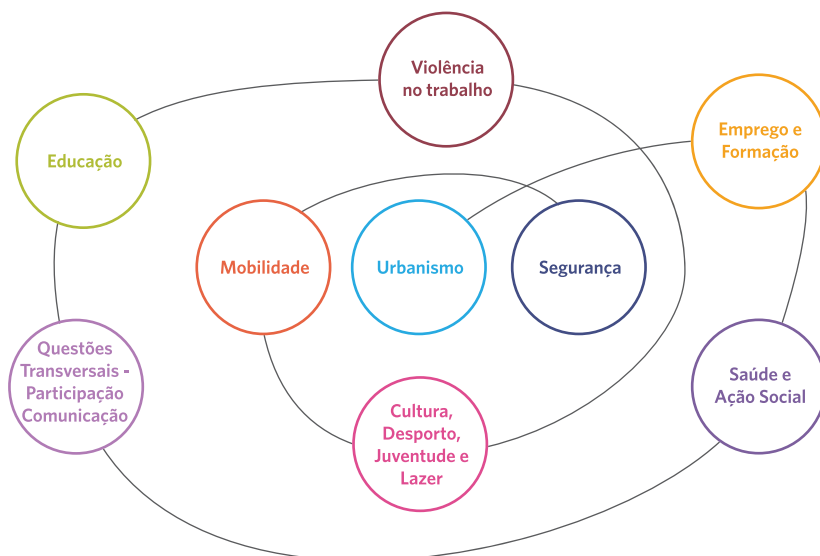 Violência
no trabalho
Emprego e
Formação
Educação
Mobilidade
Urbanismo
Segurança
Questões
Transversais -
Participação
Comunicação
Saúde e
Ação Social
Cultura,
Desporto,
Juventude e
Lazer